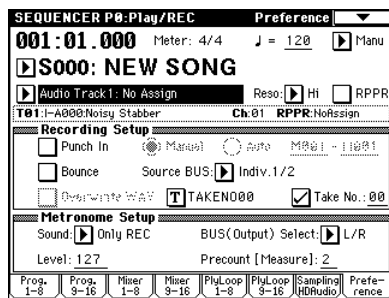 SEQUENCER P0:Play/REC Preference
001:01.000 Meter: 4/4 ♩ = 120 Manu
S000: NEW SONG
Audio Track1: No Assign Reso: Hi RPPR
T01:I-A000:Noisy Stabber Ch:01 RPPR:NoAssign
Recording Setup
Punch In Manual Auto M001 - M001
Bounce Source BUS: Indiv.1/2
Overwrite WAV T TAKENO00 Take No.: 00
Metronome Setup
Sound: Only REC BUS(Output) Select: L/R
Level: 127 Precount [Measure]: 2
Prog. 1-8 Prog. 9-16 Mixer 1-8 Mixer 9-16 PlyLoop 1-8 PlyLoop 9-16 Sampling HDAudio Prefe-rence